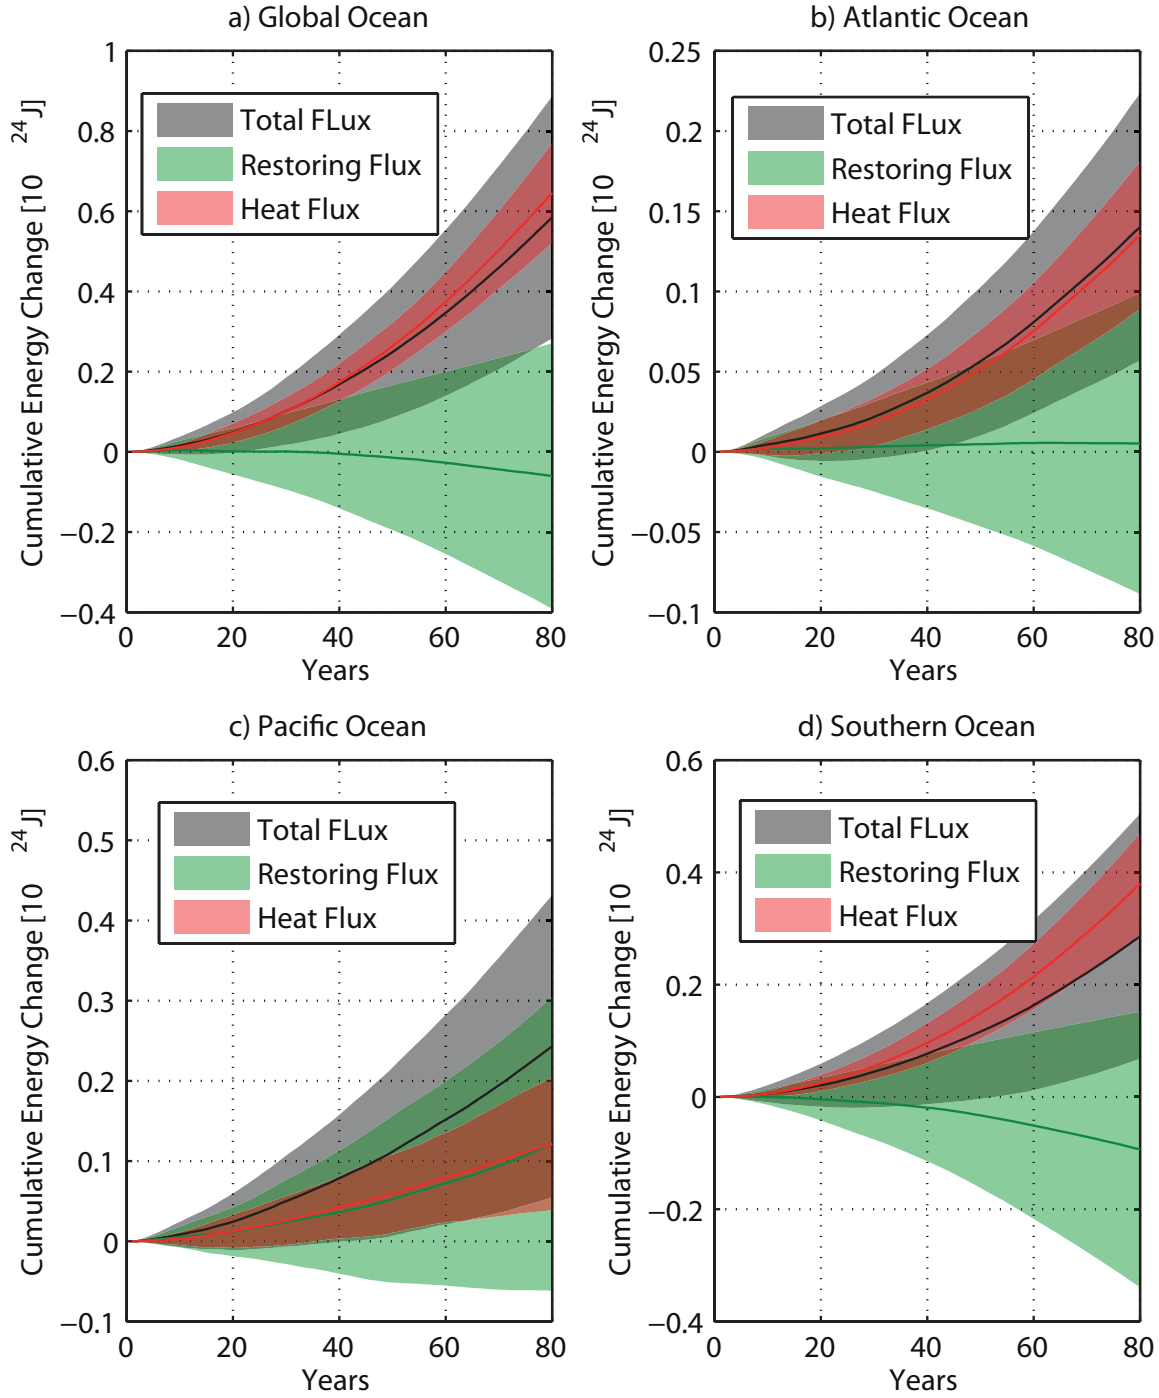 a) Global Ocean
1
0.8
0.6
0.4
0.2
0
−0.2
−0.4
Cumulative Energy Change [10 24 J]
Total FLux
Restoring Flux
Heat Flux
0 20 40 60 80
Years
b) Atlantic Ocean
0.25
0.2
0.15
0.1
0.05
0
−0.05
−0.1
Cumulative Energy Change [10 24 J]
Total FLux
Restoring Flux
Heat Flux
0 20 40 60 80
Years
c) Pacific Ocean
0.6
0.5
0.4
0.3
0.2
0.1
0
−0.1
Cumulative Energy Change [10 24 J]
Total FLux
Restoring Flux
Heat Flux
0 20 40 60 80
Years
d) Southern Ocean
0.6
0.4
0.2
0
−0.2
−0.4
Cumulative Energy Change [10 24 J]
Total FLux
Restoring Flux
Heat Flux
0 20 40 60 80
Years